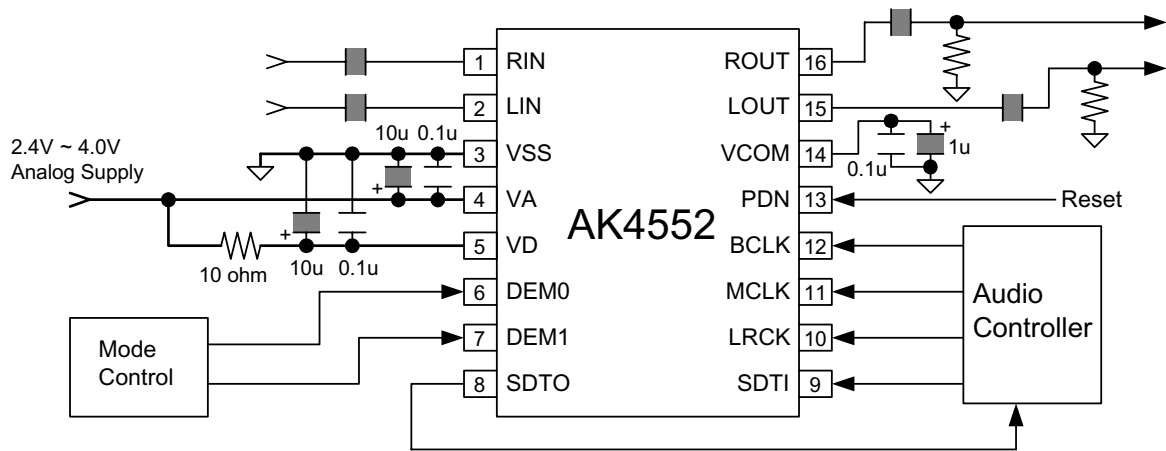 1 RIN ROUT 16
2 LIN LOUT 15
2.4V ~ 4.0V
Analog Supply
10u 0.1u
+
3 VSS VCOM 14
0.1u
+
1u
+
4 VA PDN 13 Reset
AK4552
5 VD BCLK 12
10 ohm
10u 0.1u
6 DEM0 MCLK 11
Audio
Controller
Mode
Control
7 DEM1 LRCK 10
8 SDTO SDTI 9